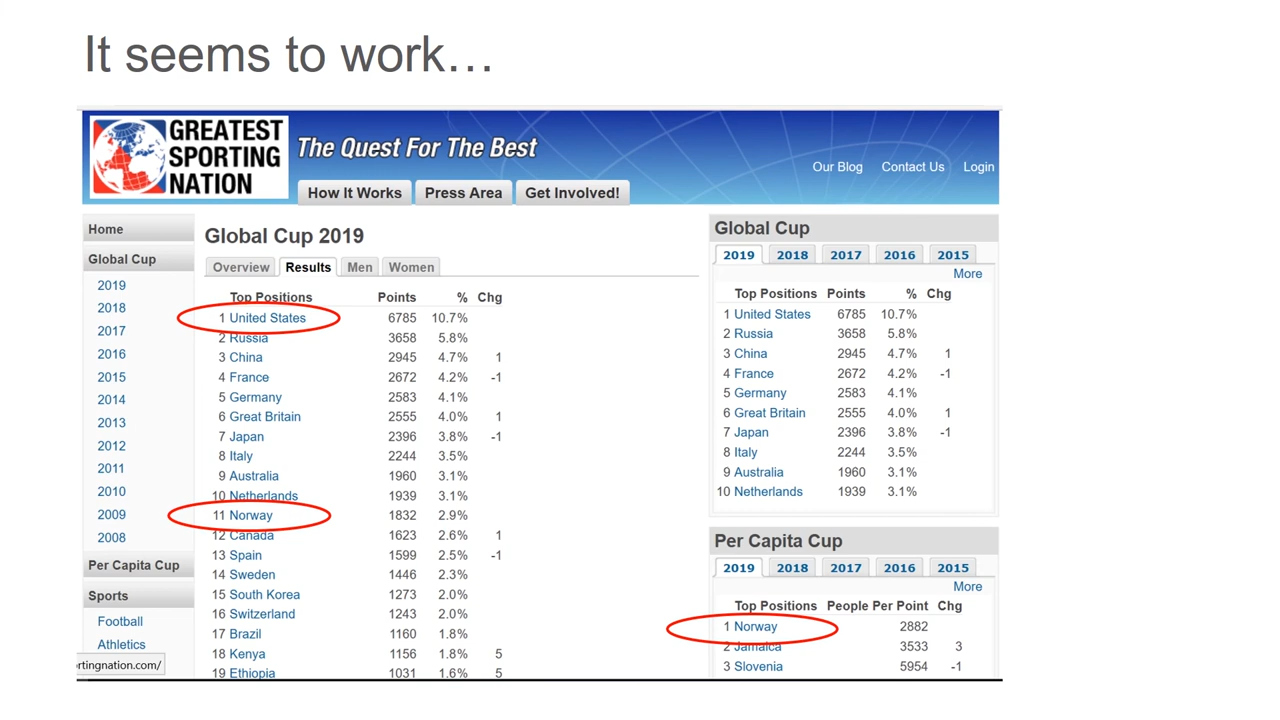 It seems to work…
GREATEST
SPORTING
NATION
The Quest For The Best
Our Blog Contact Us Login
How It Works Press Area Get Involved!
Home
Global Cup
2019
2018
2017
2016
2015
2014
2013
2012
2011
2010
2009
2008
Per Capita Cup
Sports
Football
Athletics
rtingnation.com/
Global Cup 2019
Overview Results Men Women
Top Positions Points % Chg
1 United States 6785 10.7%
2 Russia 3658 5.8%
3 China 2945 4.7% 1
4 France 2672 4.2% -1
5 Germany 2583 4.1%
6 Great Britain 2555 4.0% 1
7 Japan 2396 3.8% -1
8 Italy 2244 3.5%
9 Australia 1960 3.1%
10 Netherlands 1939 3.1%
11 Norway 1832 2.9%
12 Canada 1623 2.6% 1
13 Spain 1599 2.5% -1
14 Sweden 1446 2.3%
15 South Korea 1273 2.0%
16 Switzerland 1243 2.0%
17 Brazil 1160 1.8%
18 Kenya 1156 1.8% 5
19 Ethiopia 1031 1.6% 5
Global Cup
2019 2018 2017 2016 2015
More
Top Positions Points % Chg
1 United States 6785 10.7%
2 Russia 3658 5.8%
3 China 2945 4.7% 1
4 France 2672 4.2% -1
5 Germany 2583 4.1%
6 Great Britain 2555 4.0% 1
7 Japan 2396 3.8% -1
8 Italy 2244 3.5%
9 Australia 1960 3.1%
10 Netherlands 1939 3.1%
Per Capita Cup
2019 2018 2017 2016 2015
More
Top Positions People Per Point Chg
1 Norway 2882
2 Jamaica 3533 3
3 Slovenia 5954 -1